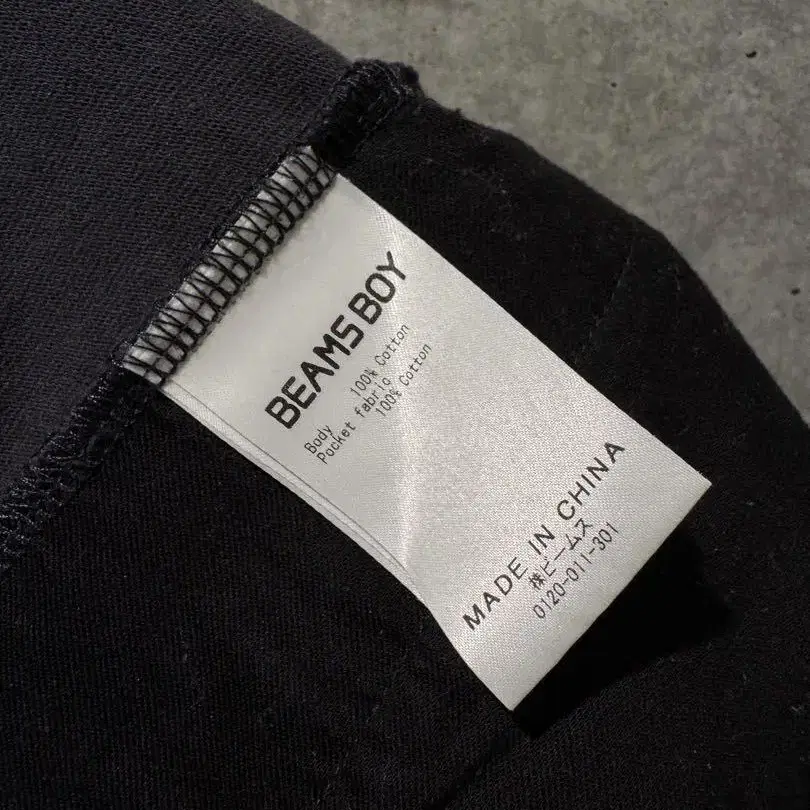 BEAMS BOY
Body 100% Cotton
Pocket fabric
100% Cotton
MADE IN CHINA
㈱ビームス
0120-011-301